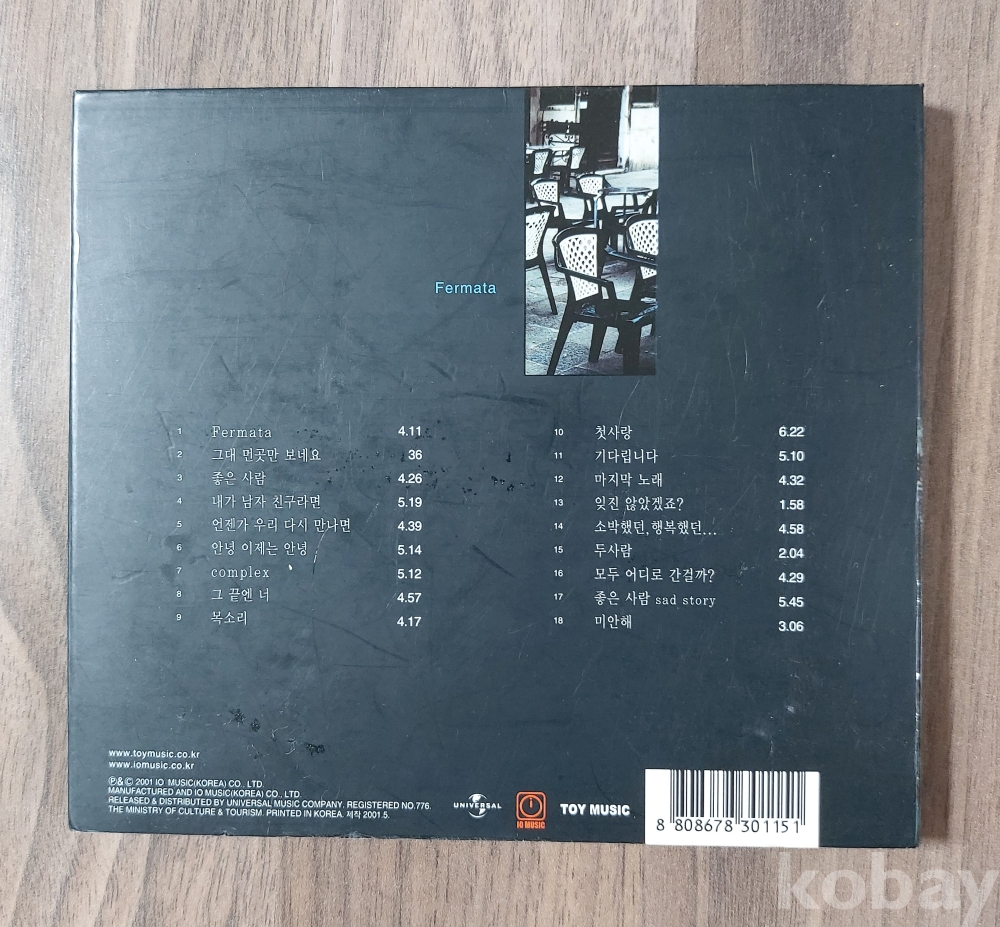 Fermata
1 Fermata 4.11
2 그대 먼곳만 보네요 36
3 좋은 사람 4.26
4 내가 남자 친구라면 5.19
5 언젠가 우리 다시 만나면 4.39
6 안녕 이제는 안녕 5.14
7 complex 5.12
8 그 끝엔 너 4.57
9 목소리 4.17
10 첫사랑 6.22
11 기다립니다 5.10
12 마지막 노래 4.32
13 잊진 않았겠죠? 1.58
14 소박했던, 행복했던... 4.58
15 두사람 2.04
16 모두 어디로 간걸까? 4.29
17 좋은 사람 sad story 5.45
18 미안해 3.06
www.toymusic.co.kr
www.iomusic.co.kr
℗&© 2001 IO MUSIC(KOREA) CO., LTD.
MANUFACTURED AND IO MUSIC(KOREA) CO., LTD.
RELEASED & DISTRIBUTED BY UNIVERSAL MUSIC COMPANY. REGISTERED NO.776.
THE MINISTRY OF CULTURE & TOURISM. PRINTED IN KOREA. 제작 2001.5.
UNIVERSAL
IO MUSIC
TOY MUSIC
8 808678 301151
kobay